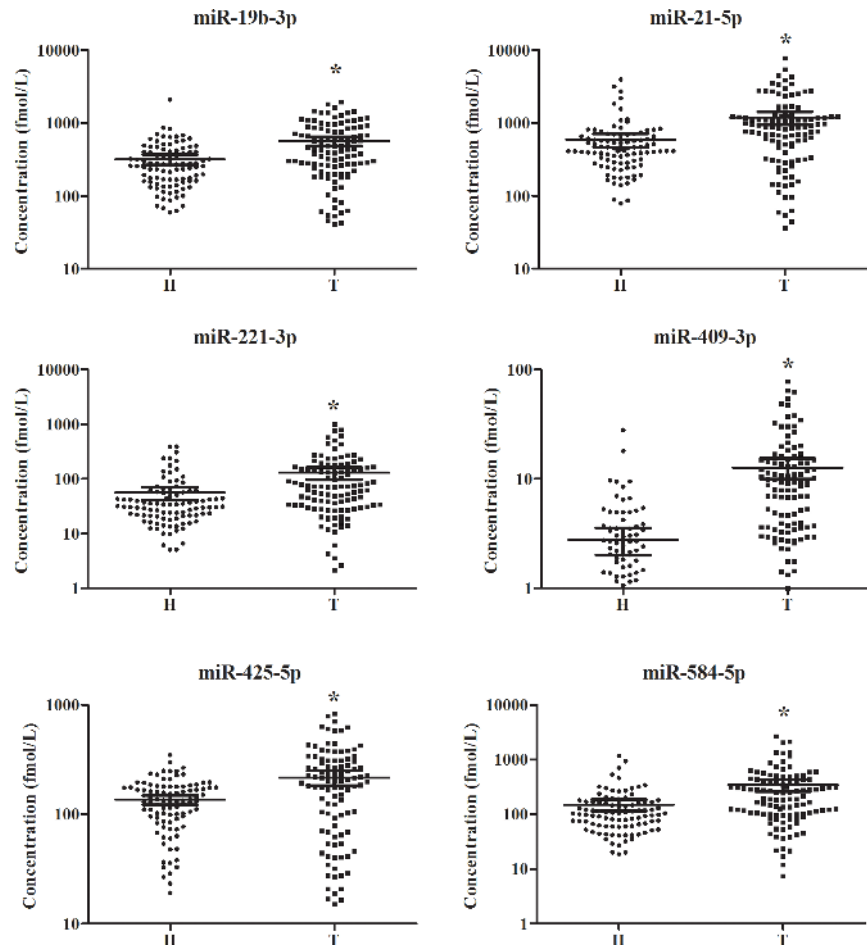 miR-19b-3p
*
10000
1000
100
10
Concentration (fmol/L)
H
T
miR-21-5p
*
10000
1000
100
10
Concentration (fmol/L)
H
T
miR-221-3p
*
10000
1000
100
10
1
Concentration (fmol/L)
H
T
miR-409-3p
*
100
10
1
Concentration (fmol/L)
H
T
miR-425-5p
*
1000
100
10
Concentration (fmol/L)
H
T
miR-584-5p
*
10000
1000
100
10
1
Concentration (fmol/L)
H
T